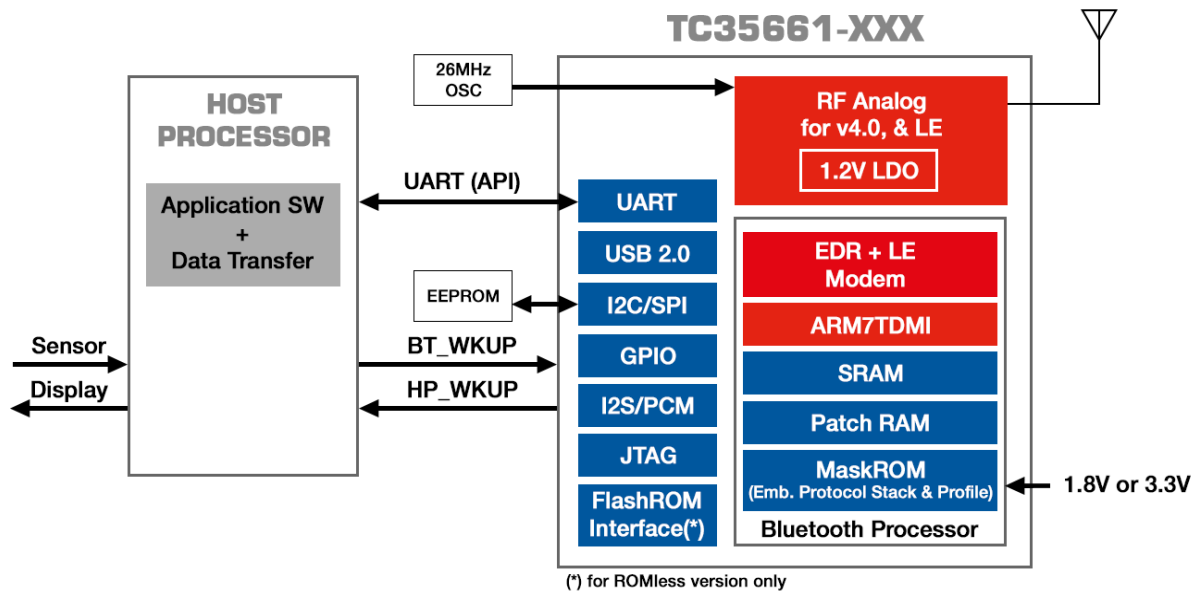 TC35661-XXX
26MHz
OSC
HOST
PROCESSOR
RF Analog
for v4.0, & LE
1.2V LDO
UART (API)
Application SW
+
Data Transfer
UART
USB 2.0
EDR + LE
Modem
EEPROM
I2C/SPI
ARM7TDMI
Sensor
BT_WKUP
GPIO
SRAM
Display
HP_WKUP
I2S/PCM
Patch RAM
JTAG
MaskROM
(Emb. Protocol Stack & Profile)
1.8V or 3.3V
FlashROM
Interface(*)
Bluetooth Processor
(*) for ROMless version only